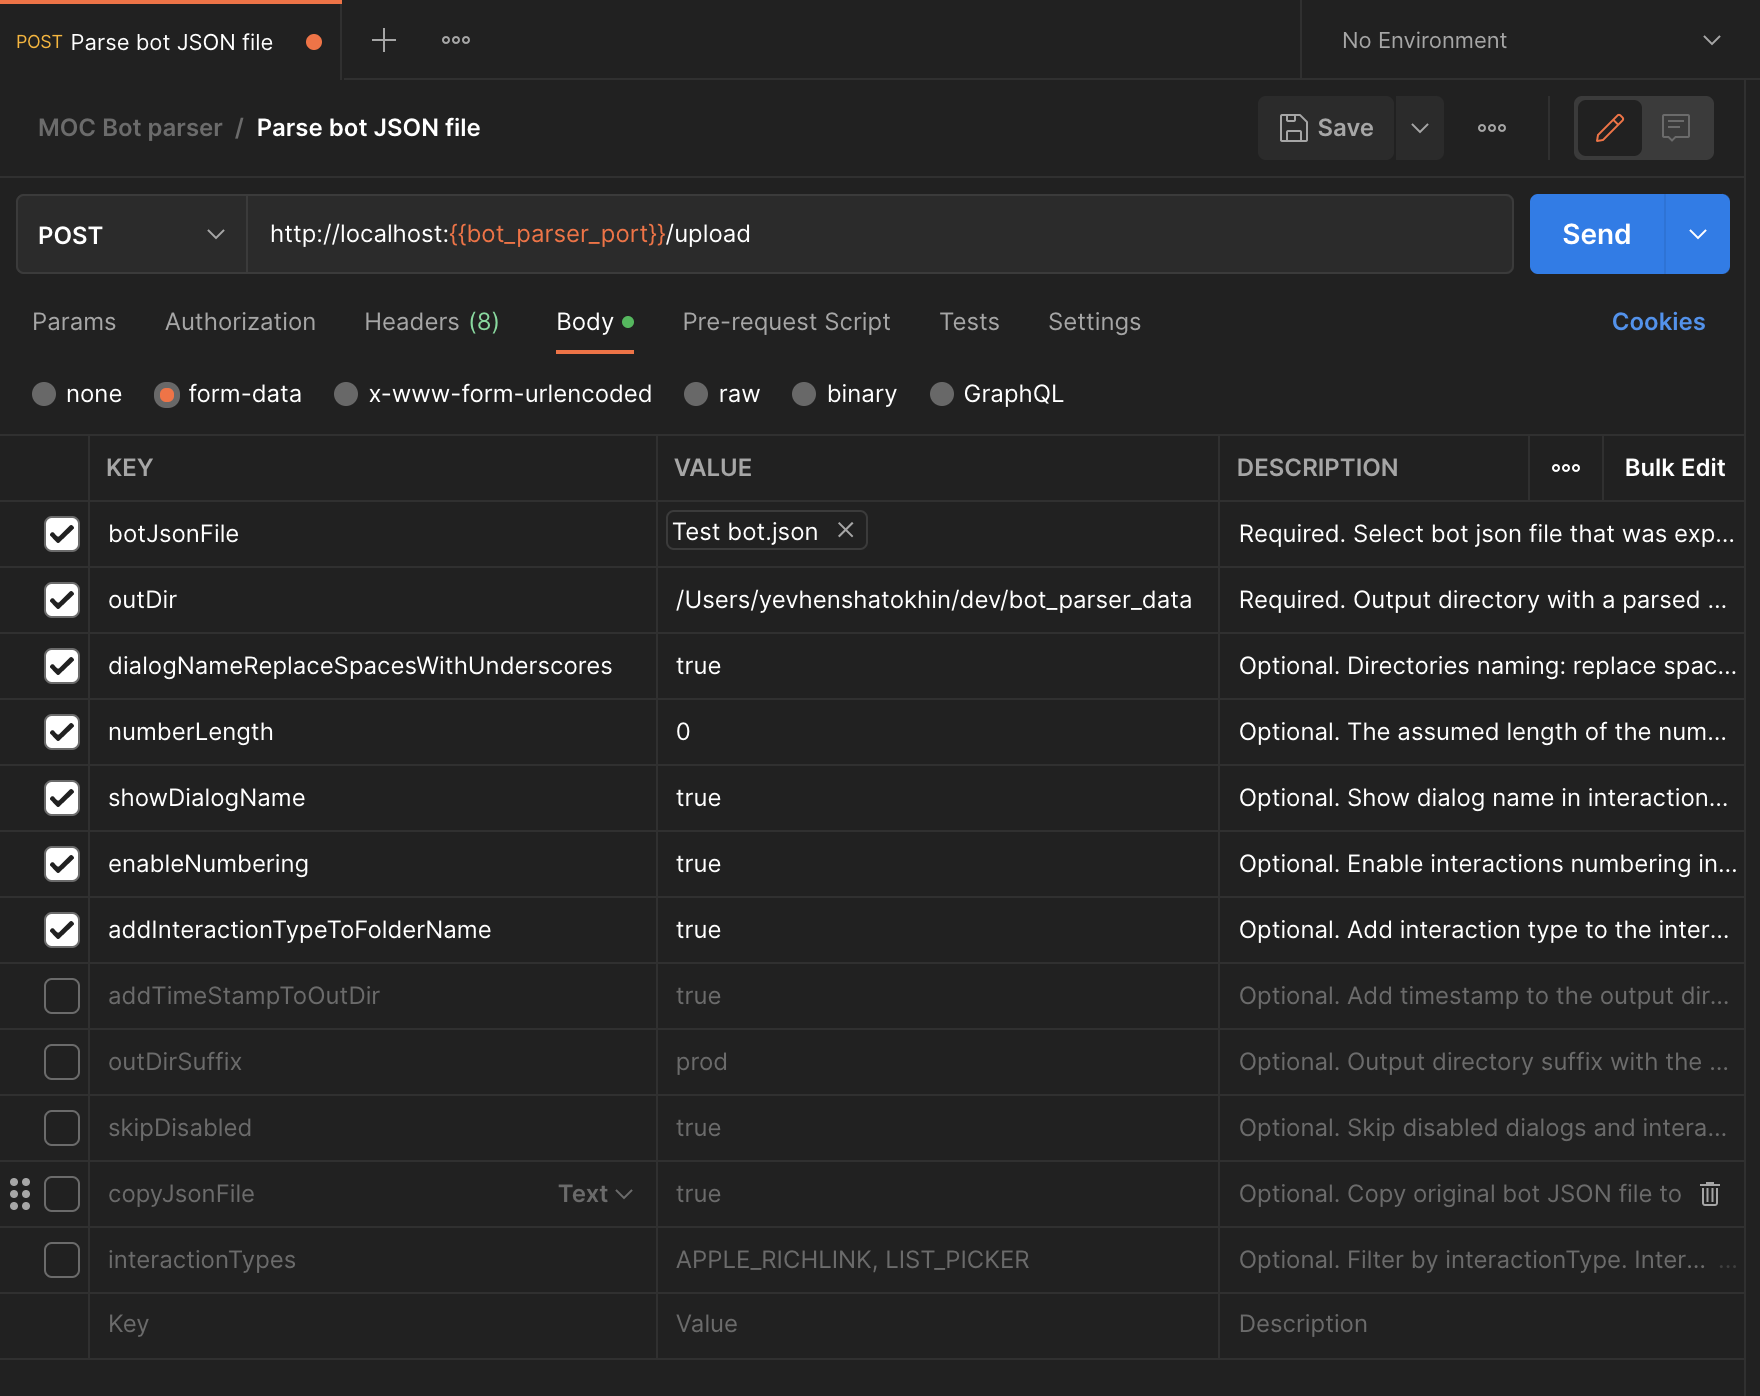 POST Parse bot JSON file
No Environment
MOC Bot parser / Parse bot JSON file
Save
POST
http://localhost:{{bot_parser_port}}/upload
Send
Params Authorization Headers (8) Body Pre-request Script Tests Settings Cookies
none form-data x-www-form-urlencoded raw binary GraphQL
KEY VALUE DESCRIPTION Bulk Edit
botJsonFile Test bot.json Required. Select bot json file that was exp...
outDir /Users/yevhenshatokhin/dev/bot_parser_data Required. Output directory with a parsed ...
dialogNameReplaceSpacesWithUnderscores true Optional. Directories naming: replace spac...
numberLength 0 Optional. The assumed length of the num...
showDialogName true Optional. Show dialog name in interaction...
enableNumbering true Optional. Enable interactions numbering in...
addInteractionTypeToFolderName true Optional. Add interaction type to the inter...
addTimeStampToOutDir true Optional. Add timestamp to the output dir...
outDirSuffix prod Optional. Output directory suffix with the ...
skipDisabled true Optional. Skip disabled dialogs and intera...
copyJsonFile Text true Optional. Copy original bot JSON file to
interactionTypes APPLE_RICHLINK, LIST_PICKER Optional. Filter by interactionType. Inter... ...
Key Value Description